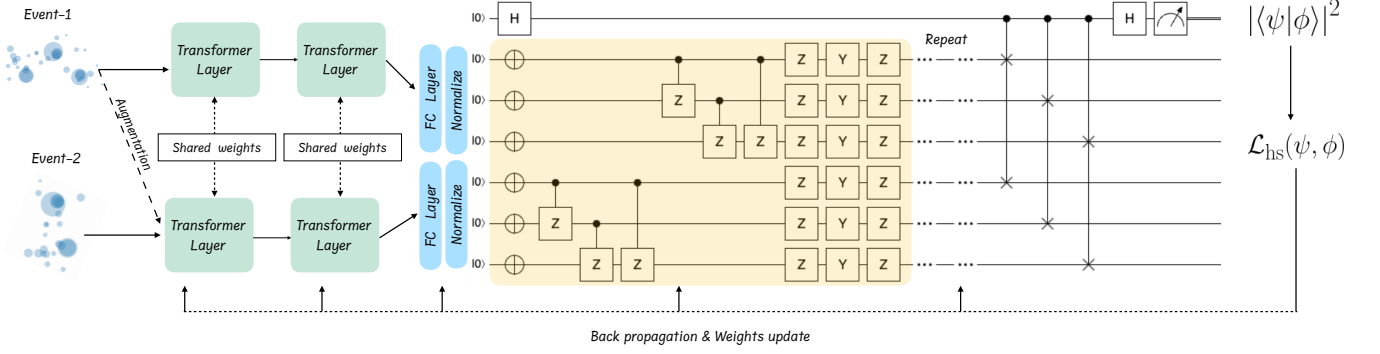 Event-1
Transformer
Layer
Transformer
Layer
Augmentation
Shared weights
Shared weights
Event-2
Transformer
Layer
Transformer
Layer
FC Layer
Normalize
FC Layer
Normalize
|0⟩ H H
|0⟩ Z Y Z ... ...
|0⟩ Z Z Y Z ... ...
|0⟩ Z Z Z Y Z ... ...
|0⟩ Z Y Z ... ...
|0⟩ Z Z Y Z ... ...
|0⟩ Z Z Z Y Z ... ...
Repeat
|⟨ψ|ϕ⟩|²
ℒhs(ψ, ϕ)
Back propagation & Weights update